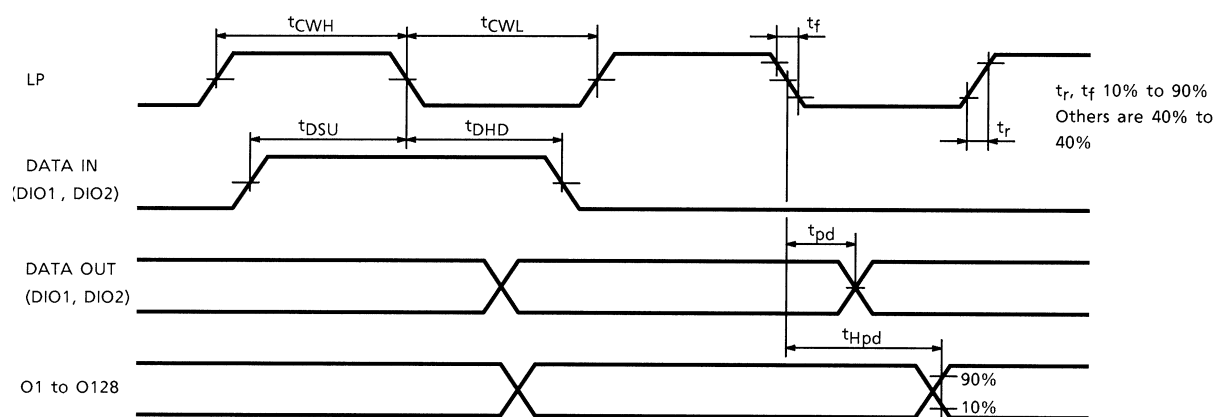 tCWH
tCWL
tf
LP
tr, tf 10% to 90%
Others are 40% to
40%
tr
tDSU
tDHD
DATA IN
(DIO1, DIO2)
tpd
DATA OUT
(DIO1, DIO2)
tHpd
O1 to O128
90%
10%